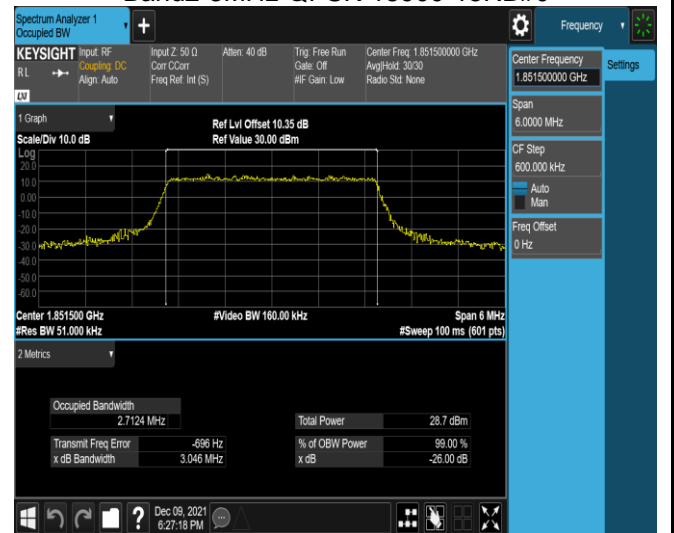 Spectrum Analyzer 1
Occupied BW
Frequency
KEYSIGHT
RL
LXI
Input: RF
Coupling: DC
Align: Auto
Input Z: 50 Ω
Corr CCorr
Freq Ref: Int (S)
Atten: 40 dB
Trig: Free Run
Gate: Off
#IF Gain: Low
Center Freq: 1.851500000 GHz
Avg|Hold: 30/30
Radio Std: None
Center Frequency
1.851500000 GHz
Settings
Span
6.0000 MHz
CF Step
600.000 kHz
Auto
Man
Freq Offset
0 Hz
1 Graph
Scale/Div 10.0 dB
Ref Lvl Offset 10.35 dB
Ref Value 30.00 dBm
Log
20.0
10.0
0.00
-10.0
-20.0
-30.0
-40.0
-50.0
-60.0
Center 1.851500 GHz
#Video BW 160.00 kHz
Span 6 MHz
#Res BW 51.000 kHz
#Sweep 100 ms (601 pts)
2 Metrics
Occupied Bandwidth
2.7124 MHz
Total Power 28.7 dBm
Transmit Freq Error -696 Hz
% of OBW Power 99.00 %
x dB Bandwidth 3.046 MHz
x dB -26.00 dB
?
Dec 09, 2021
6:27:18 PM